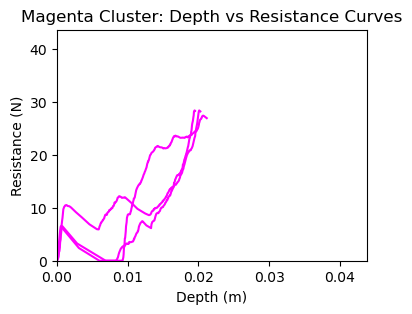 Magenta Cluster: Depth vs Resistance Curves
Resistance (N)
40
30
20
10
0
0.00 0.01 0.02 0.03 0.04
Depth (m)